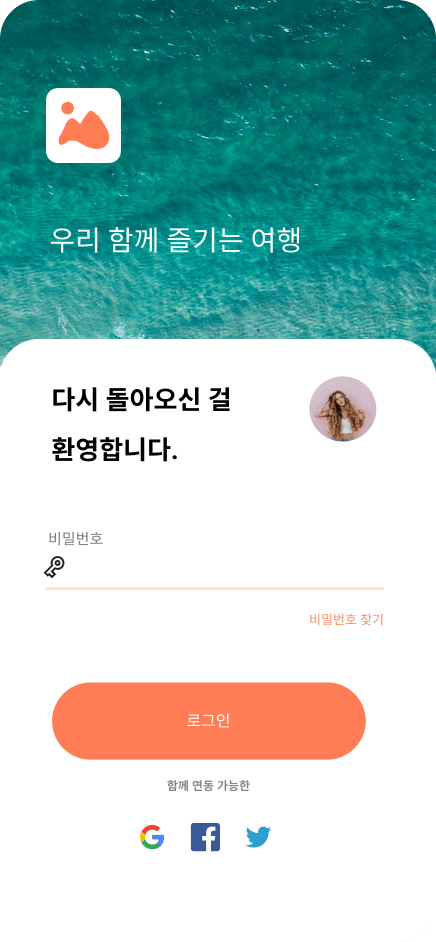 우리 함께 즐기는 여행
다시 돌아오신 걸
환영합니다.
비밀번호
비밀번호 찾기
로그인
함께 연동 가능한